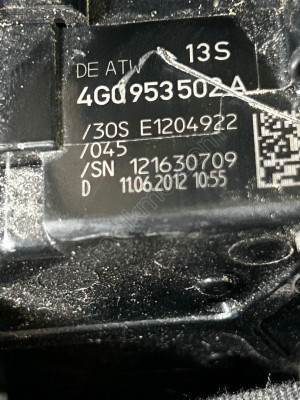 DE ATW 13S
4G0953502A
/30S E1204922
/045
/SN 121630709
D 11.06.2012 10:55